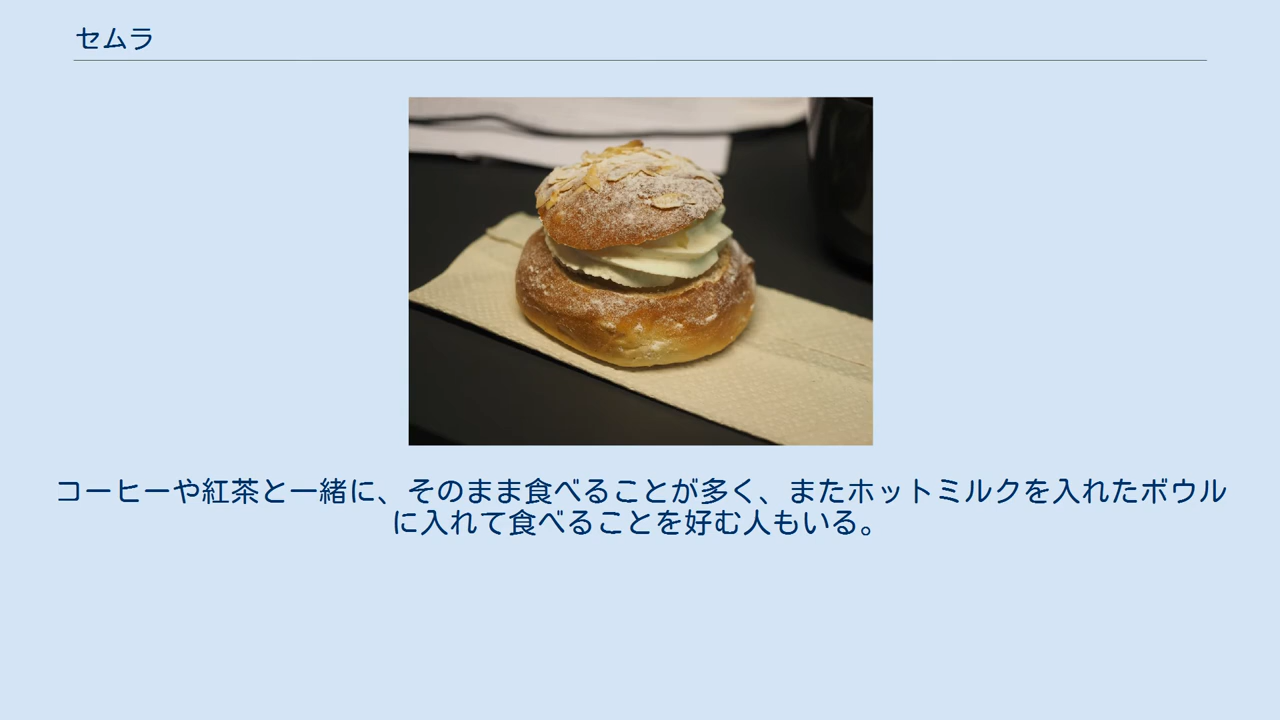 セムラ
コーヒーや紅茶と一緒に、そのまま食べることが多く、またホットミルクを入れたボウル
に入れて食べることを好む人もいる。